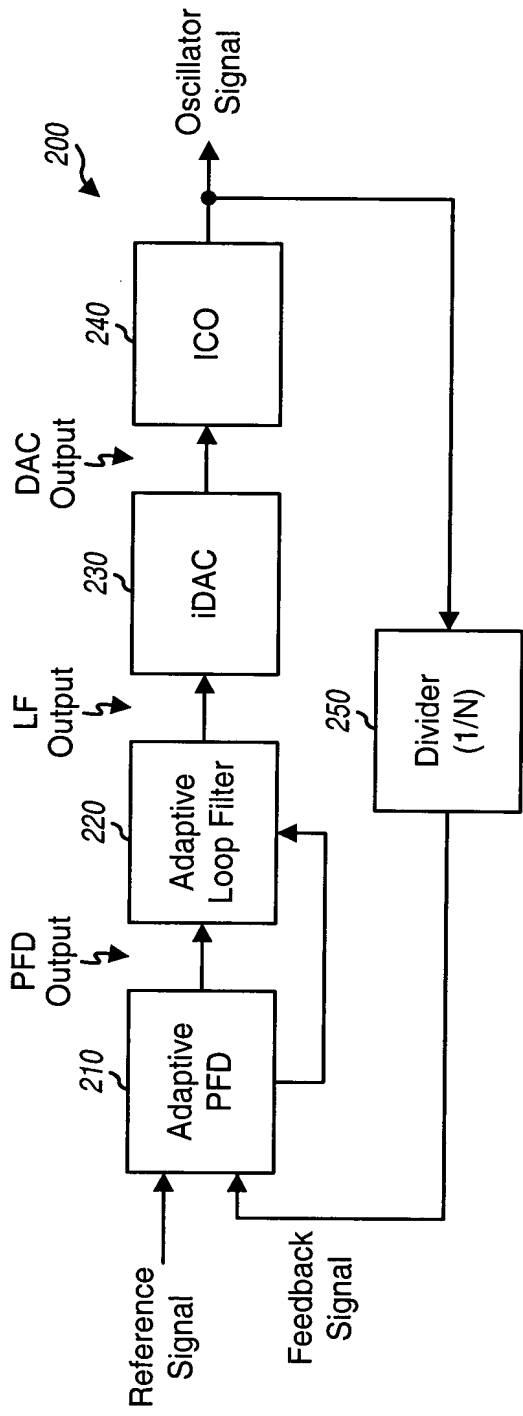 200
Reference
Signal
Feedback
Signal
210
Adaptive
PFD
PFD
Output
220
Adaptive
Loop Filter
LF
Output
230
iDAC
DAC
Output
240
ICO
Oscillator
Signal
250
Divider
(1/N)